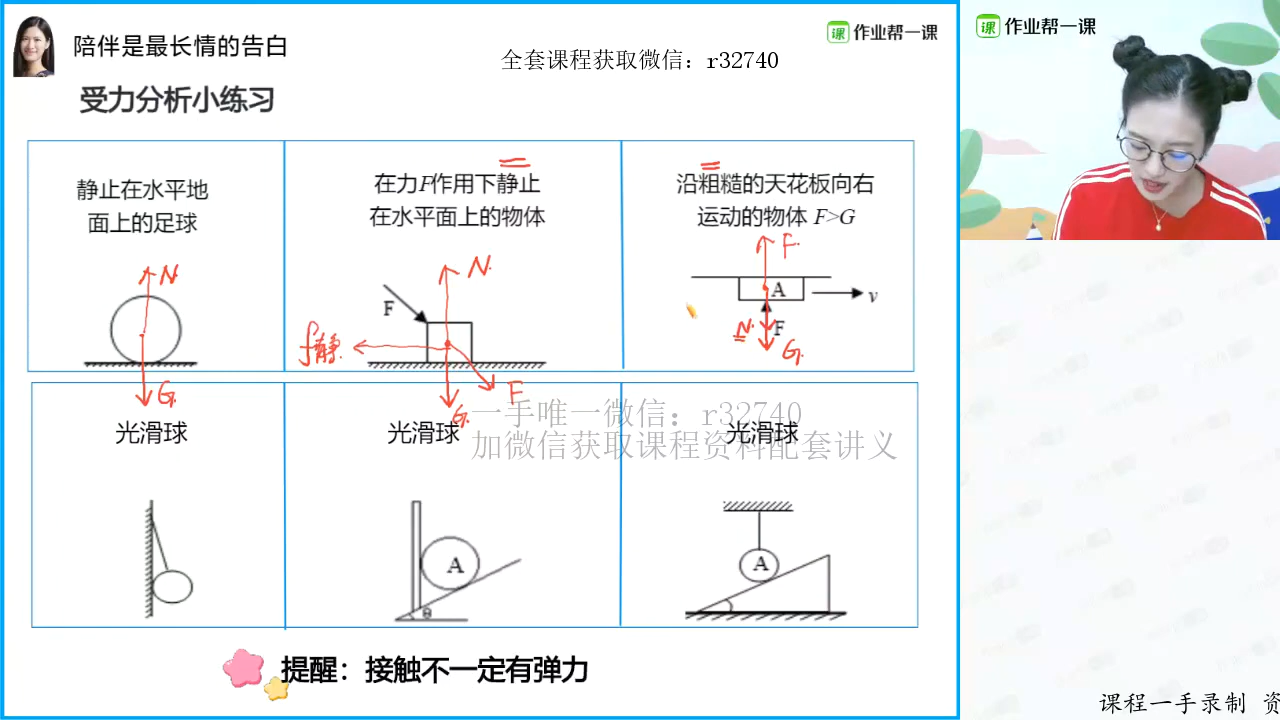 陪伴是最长情的告白
全套课程获取微信：r32740
课 作业帮一课
课 作业帮一课
受力分析小练习
静止在水平地
面上的足球
N
G
在力F作用下静止
在水平面上的物体
N
F
f静
F
G
沿粗糙的天花板向右
运动的物体 F>G
F
A
v
N
F
G
一手唯一微信：r32740
加微信获取课程资料配套讲义
光滑球
光滑球
A
θ
光滑球
A
提醒：接触不一定有弹力
课程一手录制 资